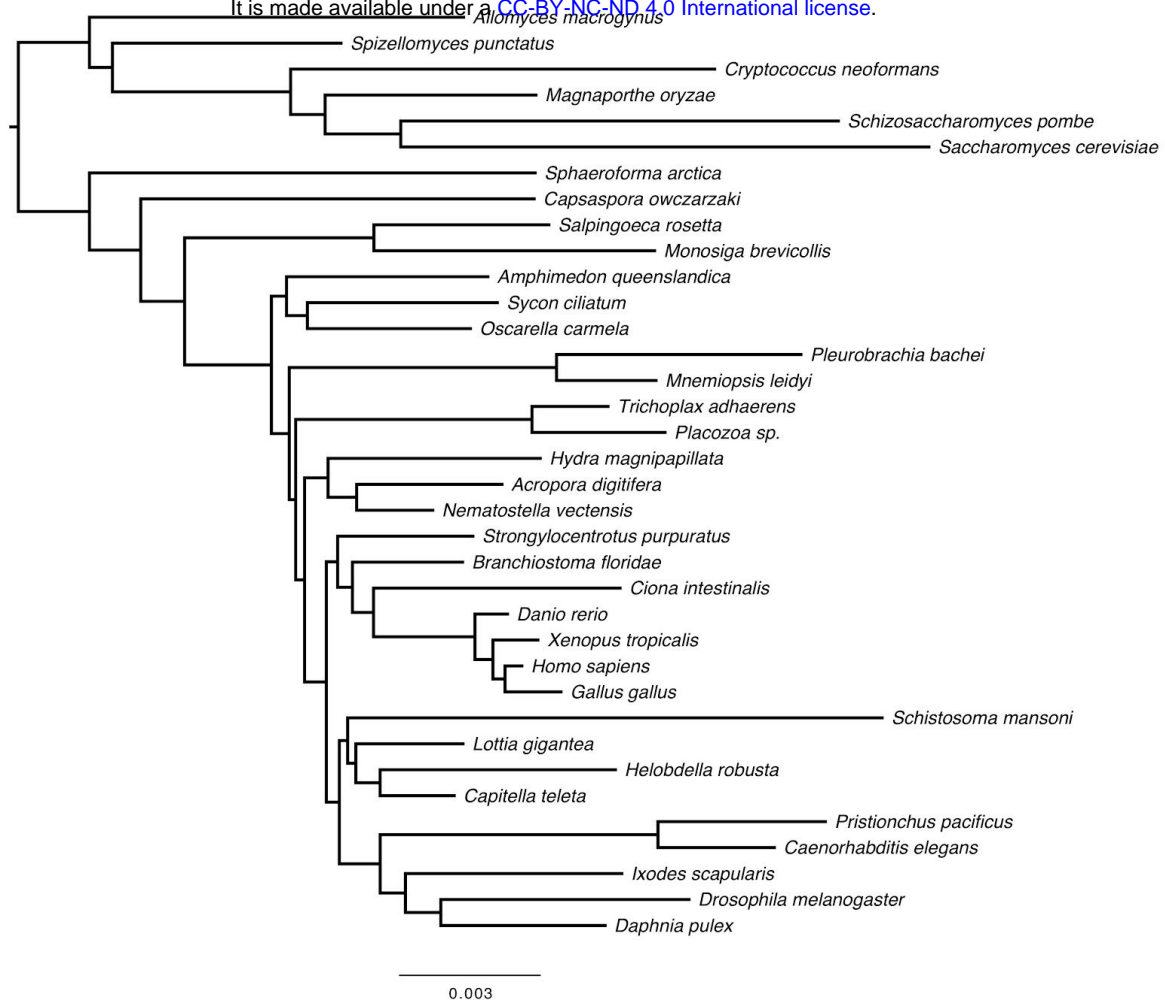 It is made available under a CC-BY-NC-ND 4.0 International license.
Allomyces macrogynus
Spizellomyces punctatus
Cryptococcus neoformans
Magnaporthe oryzae
Schizosaccharomyces pombe
Saccharomyces cerevisiae
Sphaeroforma arctica
Capsaspora owczarzaki
Salpingoeca rosetta
Monosiga brevicollis
Amphimedon queenslandica
Sycon ciliatum
Oscarella carmela
Pleurobrachia bachei
Mnemiopsis leidyi
Trichoplax adhaerens
Placozoa sp.
Hydra magnipapillata
Acropora digitifera
Nematostella vectensis
Strongylocentrotus purpuratus
Branchiostoma floridae
Ciona intestinalis
Danio rerio
Xenopus tropicalis
Homo sapiens
Gallus gallus
Schistosoma mansoni
Lottia gigantea
Helobdella robusta
Capitella teleta
Pristionchus pacificus
Caenorhabditis elegans
Ixodes scapularis
Drosophila melanogaster
Daphnia pulex
0.003